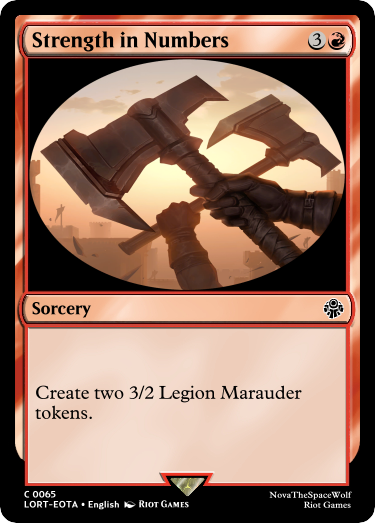 Strength in Numbers 3
Sorcery
Create two 3/2 Legion Marauder
tokens.
C 0065
LORT-EOTA • English RIOT GAMES
NovaTheSpaceWolf
Riot Games